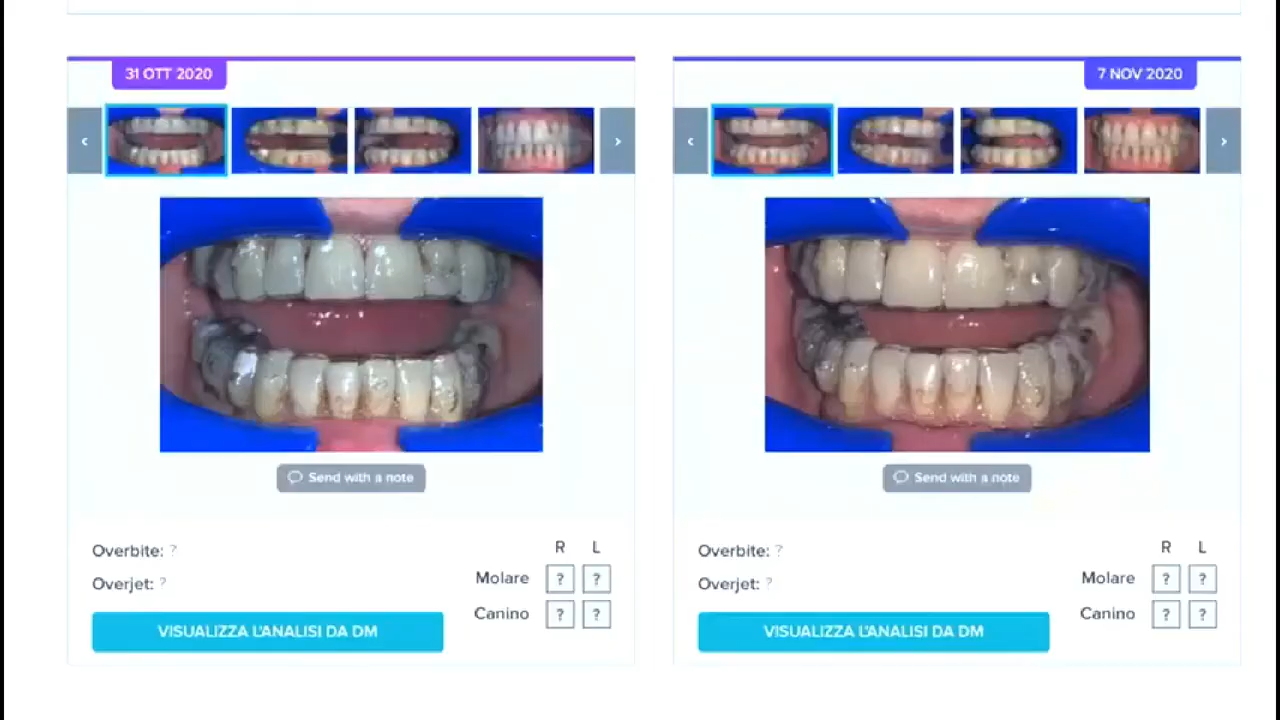 31 OTT 2020
7 NOV 2020
Send with a note
Send with a note
Overbite: ?
Overjet: ?
R L
Molare ? ?
Canino ? ?
VISUALIZZA L'ANALISI DA DM
Overbite: ?
Overjet: ?
R L
Molare ? ?
Canino ? ?
VISUALIZZA L'ANALISI DA DM